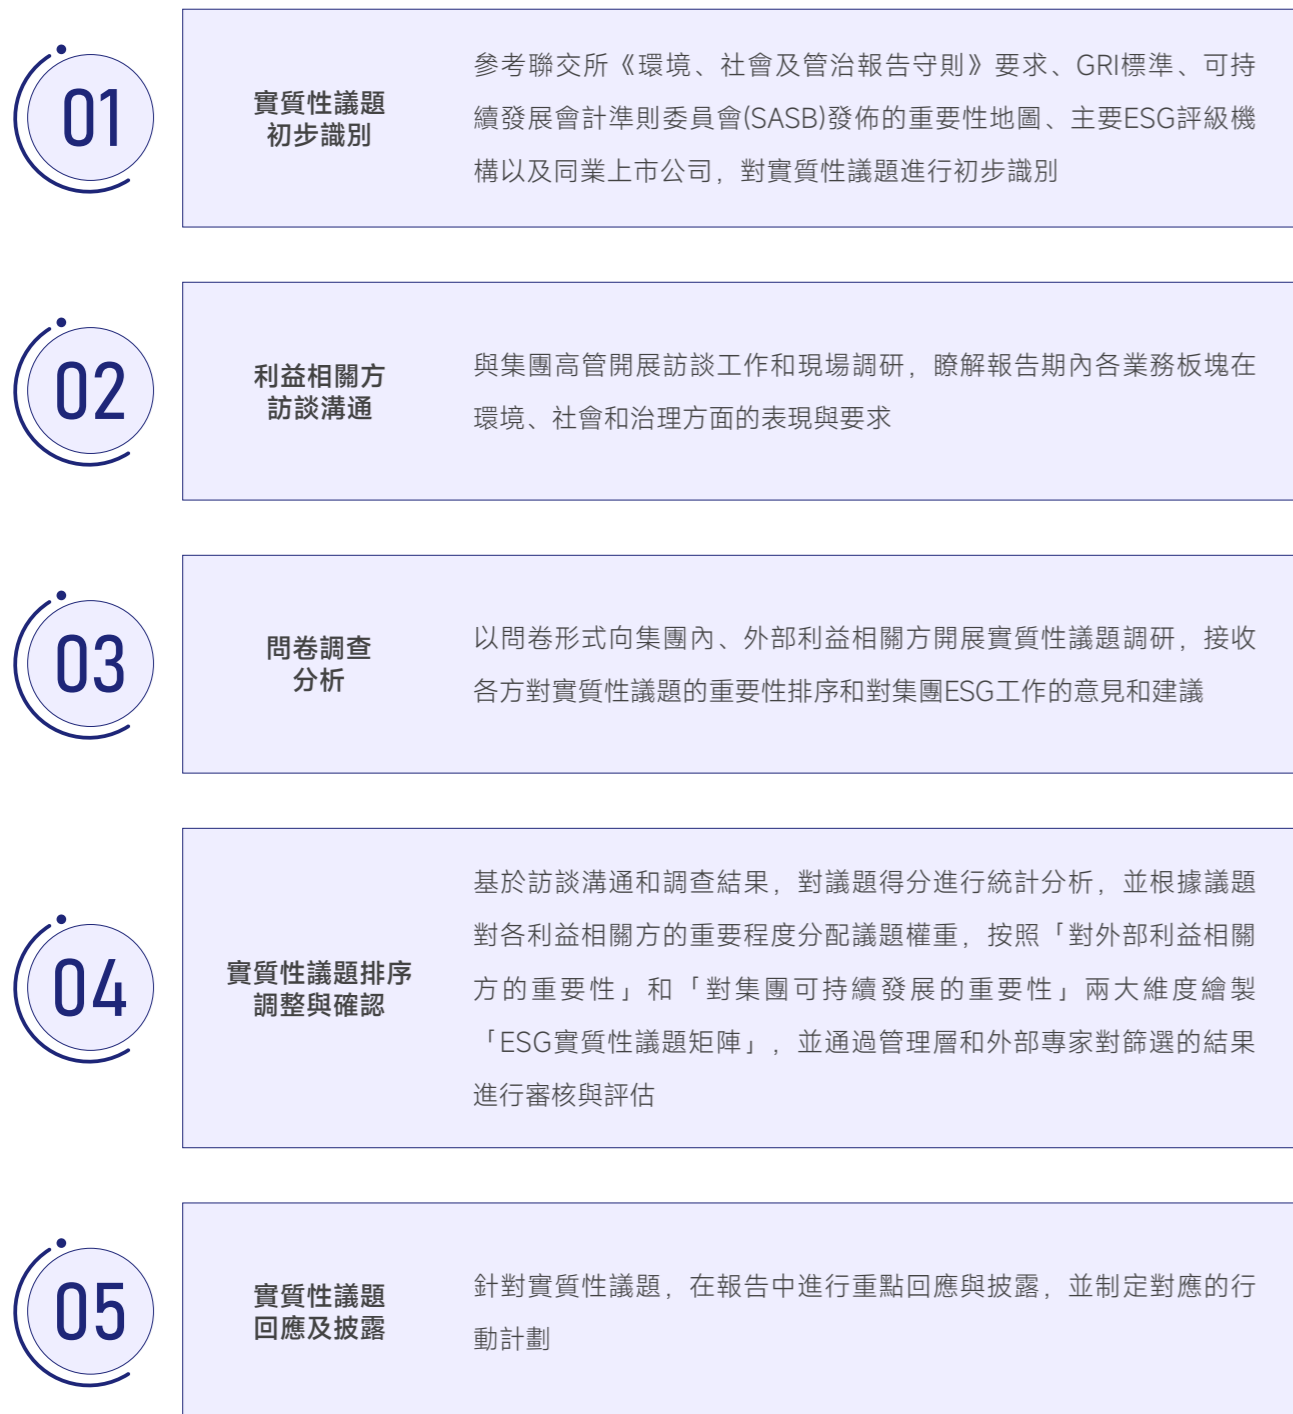 01
實質性議題
初步識別
參考聯交所《環境、社會及管治報告守則》要求、GRI標準、可持
續發展會計準則委員會(SASB)發佈的重要性地圖、主要ESG評級機
構以及同業上市公司，對實質性議題進行初步識別
02
利益相關方
訪談溝通
與集團高管開展訪談工作和現場調研，瞭解報告期內各業務板塊在
環境、社會和治理方面的表現與要求
03
問卷調查
分析
以問卷形式向集團內、外部利益相關方開展實質性議題調研，接收
各方對實質性議題的重要性排序和對集團ESG工作的意見和建議
04
實質性議題排序
調整與確認
基於訪談溝通和調查結果，對議題得分進行統計分析，並根據議題
對各利益相關方的重要程度分配議題權重，按照「對外部利益相關
方的重要性」和「對集團可持續發展的重要性」兩大維度繪製
「ESG實質性議題矩陣」，並通過管理層和外部專家對篩選的結果
進行審核與評估
05
實質性議題
回應及披露
針對實質性議題，在報告中進行重點回應與披露，並制定對應的行
動計劃